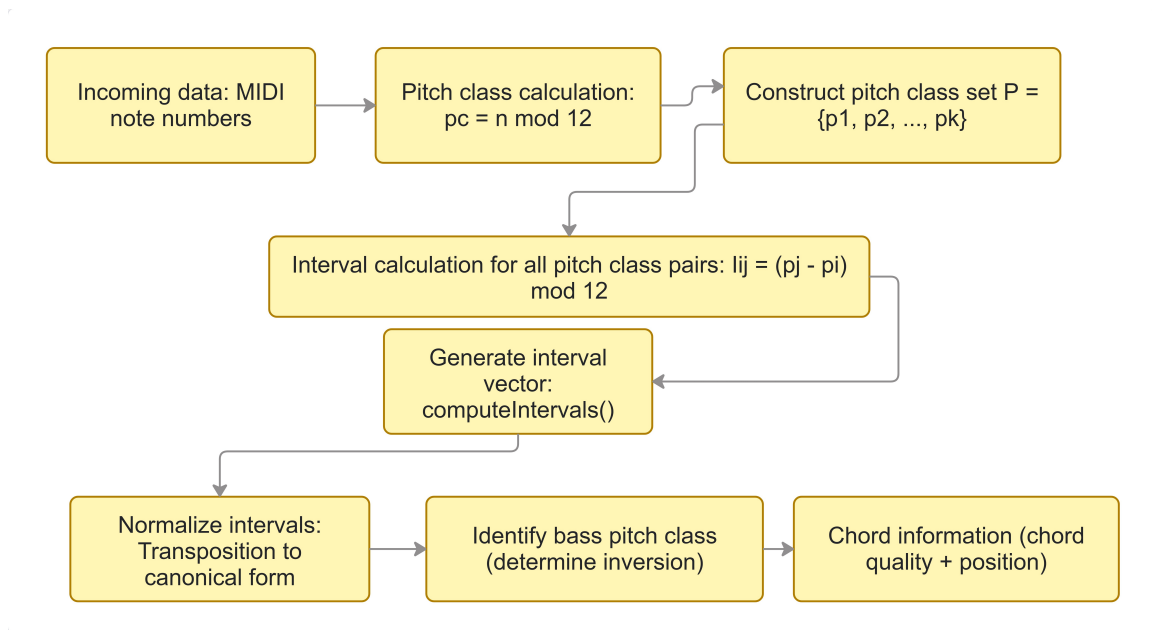 Incoming data: MIDI
note numbers
Pitch class calculation:
pc = n mod 12
Construct pitch class set P =
{p1, p2, ..., pk}
Interval calculation for all pitch class pairs: Iij = (pj - pi)
mod 12
Generate interval
vector:
computeIntervals()
Normalize intervals:
Transposition to
canonical form
Identify bass pitch class
(determine inversion)
Chord information (chord
quality + position)